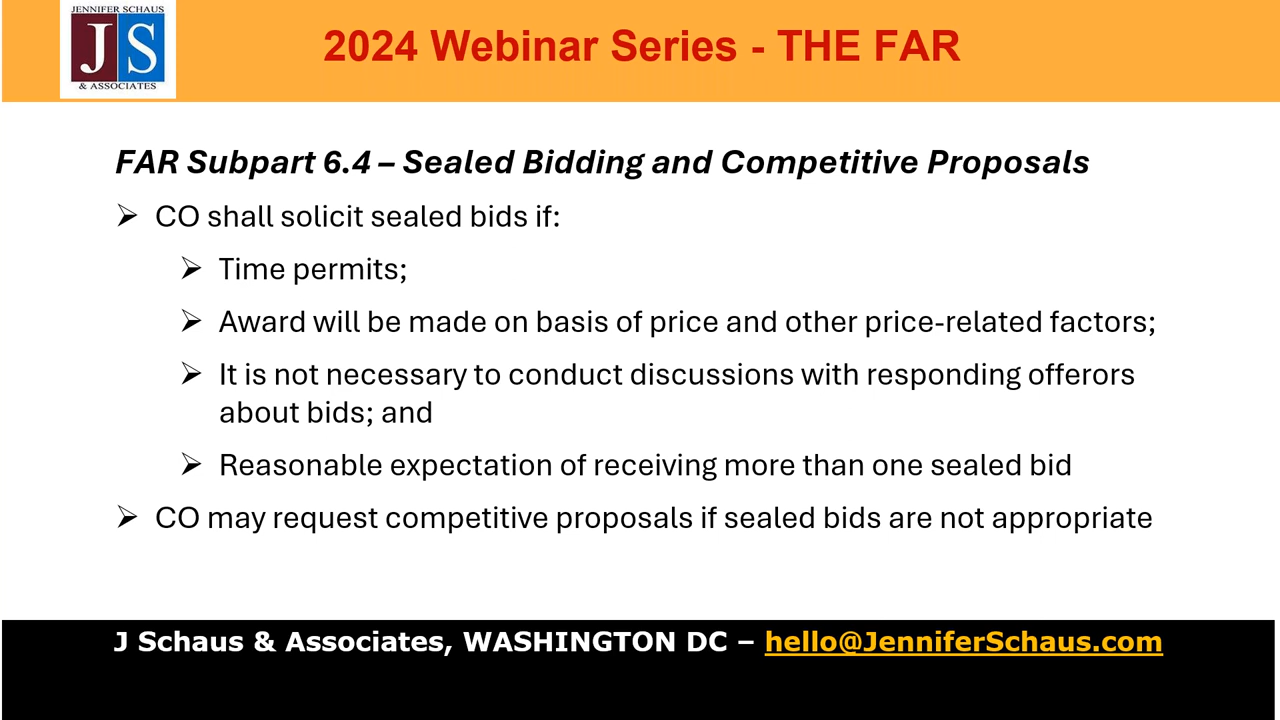 JENNIFER SCHAUS
JS
& ASSOCIATES
2024 Webinar Series - THE FAR
FAR Subpart 6.4 – Sealed Bidding and Competitive Proposals
➢ CO shall solicit sealed bids if:
➢ Time permits;
➢ Award will be made on basis of price and other price-related factors;
➢ It is not necessary to conduct discussions with responding offerors
about bids; and
➢ Reasonable expectation of receiving more than one sealed bid
➢ CO may request competitive proposals if sealed bids are not appropriate
J Schaus & Associates, WASHINGTON DC – hello@JenniferSchaus.com